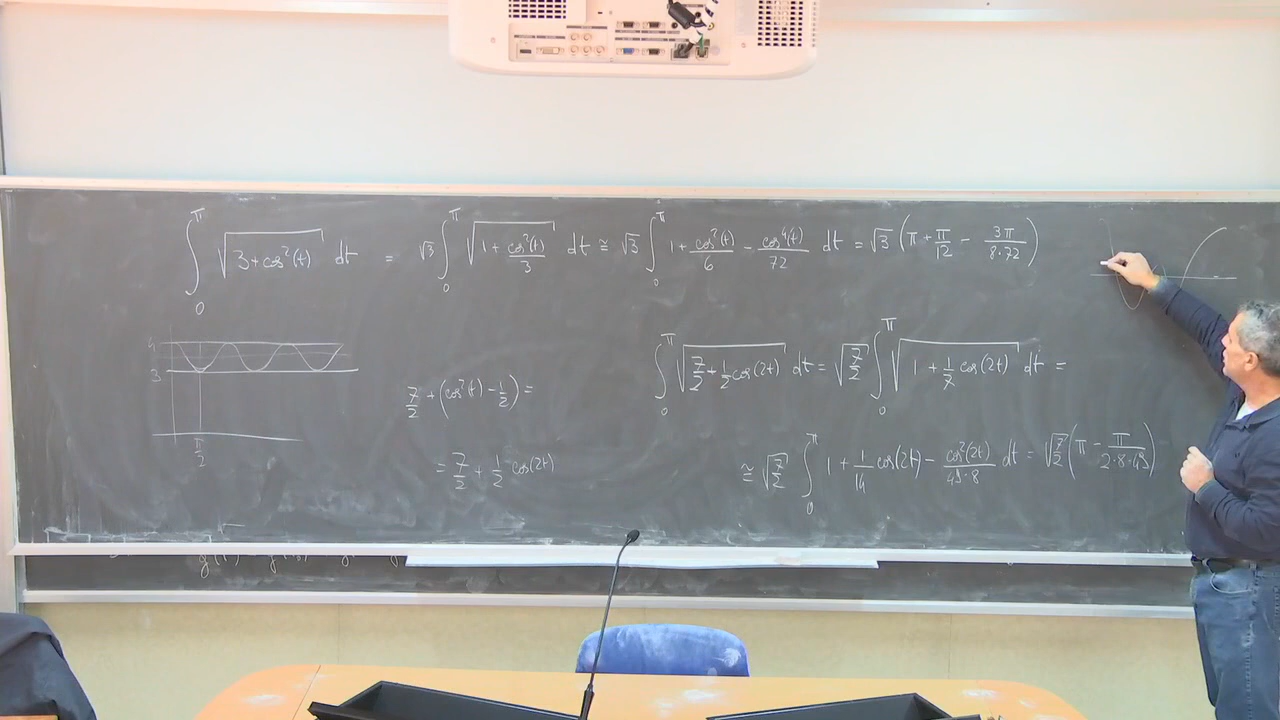 ∫₀^π √(3+cos²(t)) dt = √3 ∫₀^π √(1+cos²(t)/3) dt ≅ √3 ∫₀^π 1+cos²(t)/6 − cos⁴(t)/72 dt = √3 (π + π/12 − 3π/(8·72))
4
3
π/2
7/2 + (cos²(t) − 1/2) =
= 7/2 + 1/2 cos(2t)
∫₀^π √(7/2 + 1/2 cos(2t)) dt = √(7/2) ∫₀^π √(1 + 1/7 cos(2t)) dt =
≅ √(7/2) ∫₀^π 1 + 1/14 cos(2t) − cos²(2t)/(49·8) dt = √(7/2) (π − π/(2·8·49))